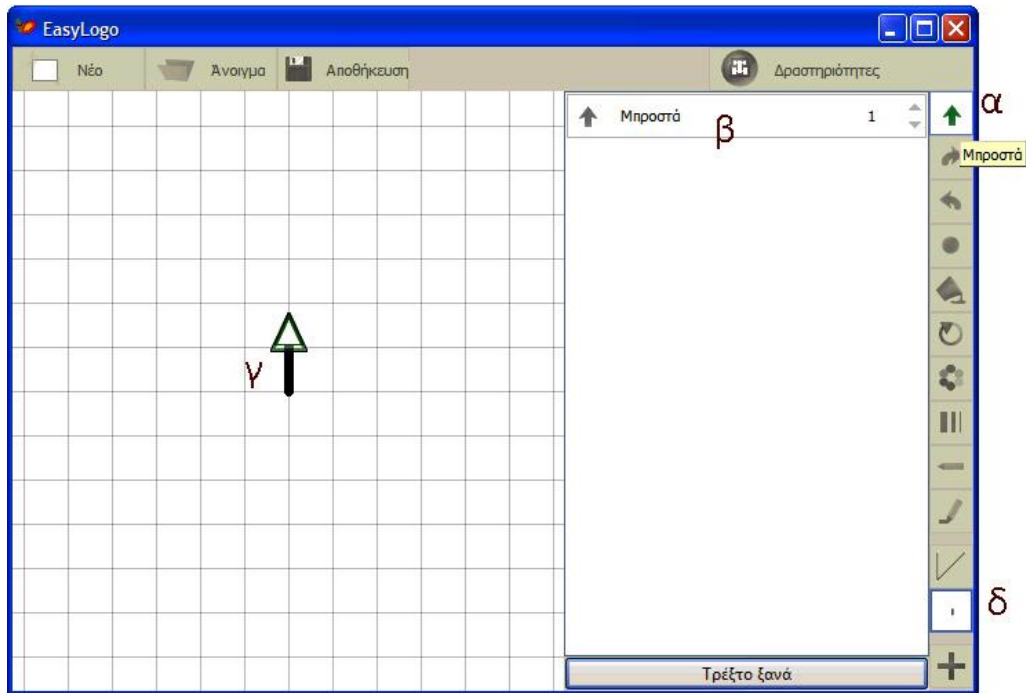 EasyLogo
Νέο Άνοιγμα Αποθήκευση Δραστηριότητες
α
Μπροστά β 1
Μπροστά
γ
δ
Τρέξτο ξανά